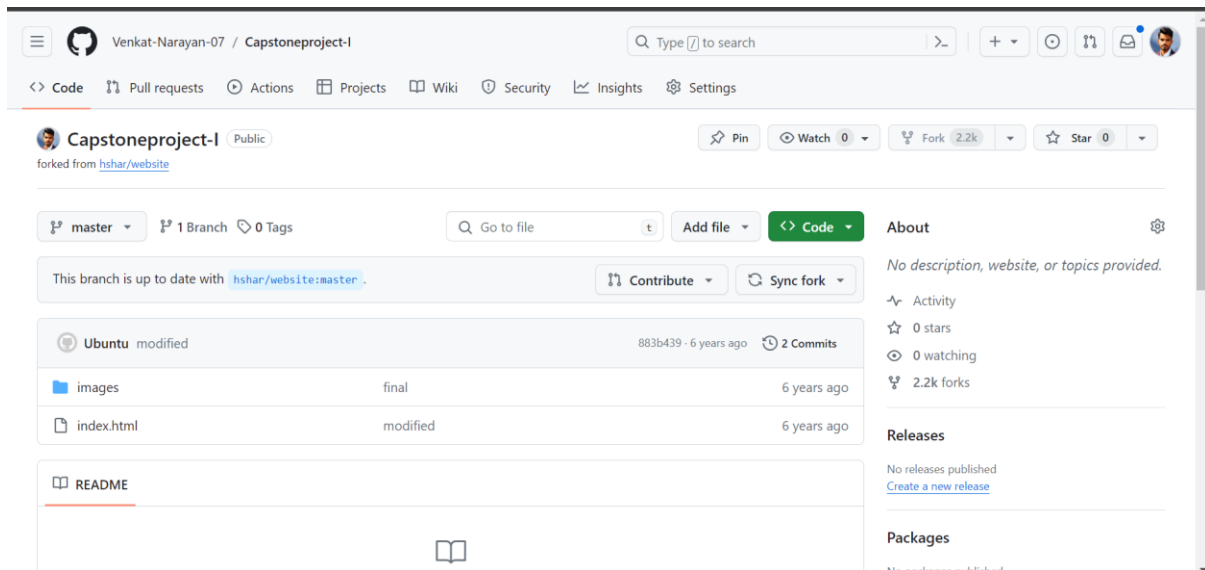 Venkat-Narayan-07 / Capstoneproject-I
Type / to search
Code Pull requests Actions Projects Wiki Security Insights Settings
Capstoneproject-I Public
Pin Watch 0 Fork 2.2k Star 0
forked from hshar/website
master 1 Branch 0 Tags Go to file t Add file Code
This branch is up to date with hshar/website:master .
Contribute Sync fork
Ubuntu modified 883b439 · 6 years ago 2 Commits
images final 6 years ago
index.html modified 6 years ago
README
About
No description, website, or topics provided.
Activity
0 stars
0 watching
2.2k forks
Releases
No releases published
Create a new release
Packages
No packages published